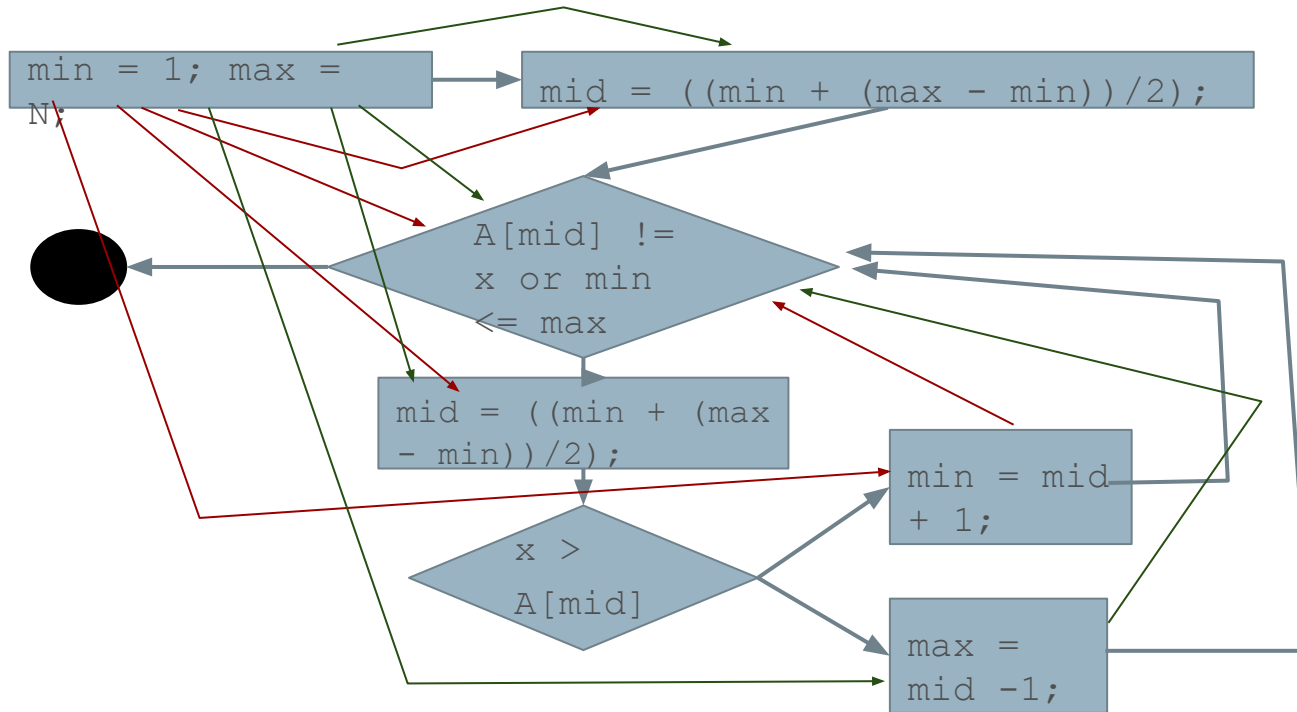 min = 1; max =
N;
mid = ((min + (max - min))/2);
A[mid] !=
x or min
<= max
mid = ((min + (max
- min))/2);
min = mid
+ 1;
x >
A[mid]
max =
mid -1;